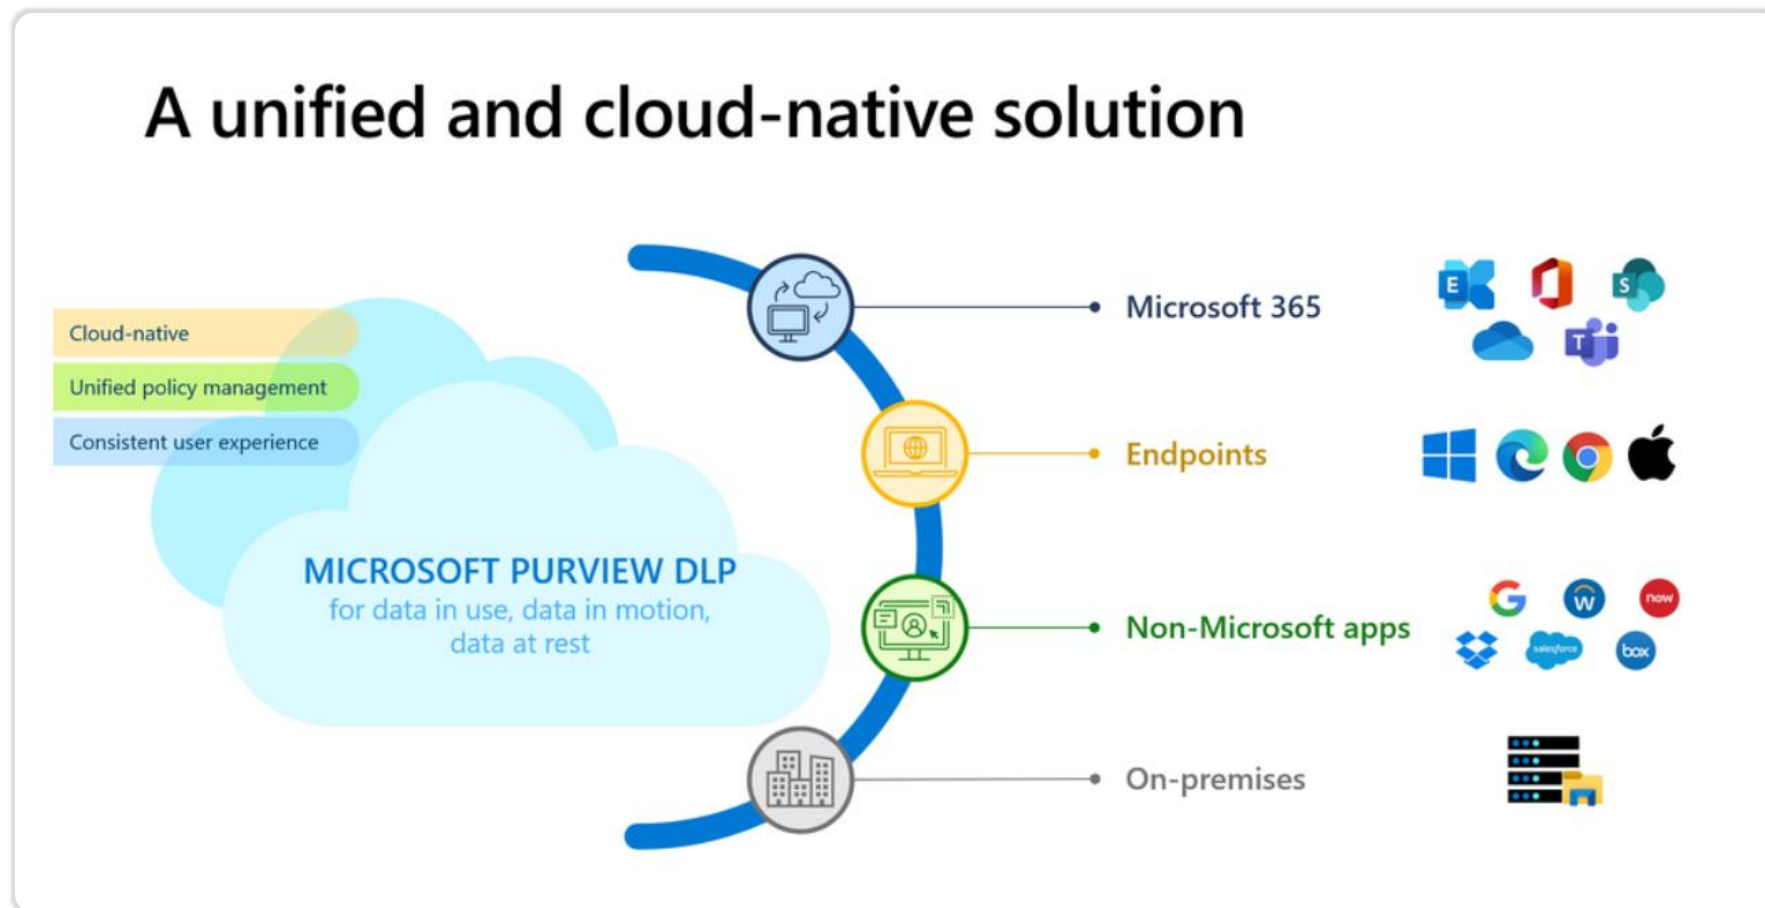 A unified and cloud-native solution
Cloud-native
Unified policy management
Consistent user experience
MICROSOFT PURVIEW DLP
for data in use, data in motion,
data at rest
Microsoft 365
E
S
T
Endpoints
Non-Microsoft apps
G
W
now
salesforce
box
On-premises